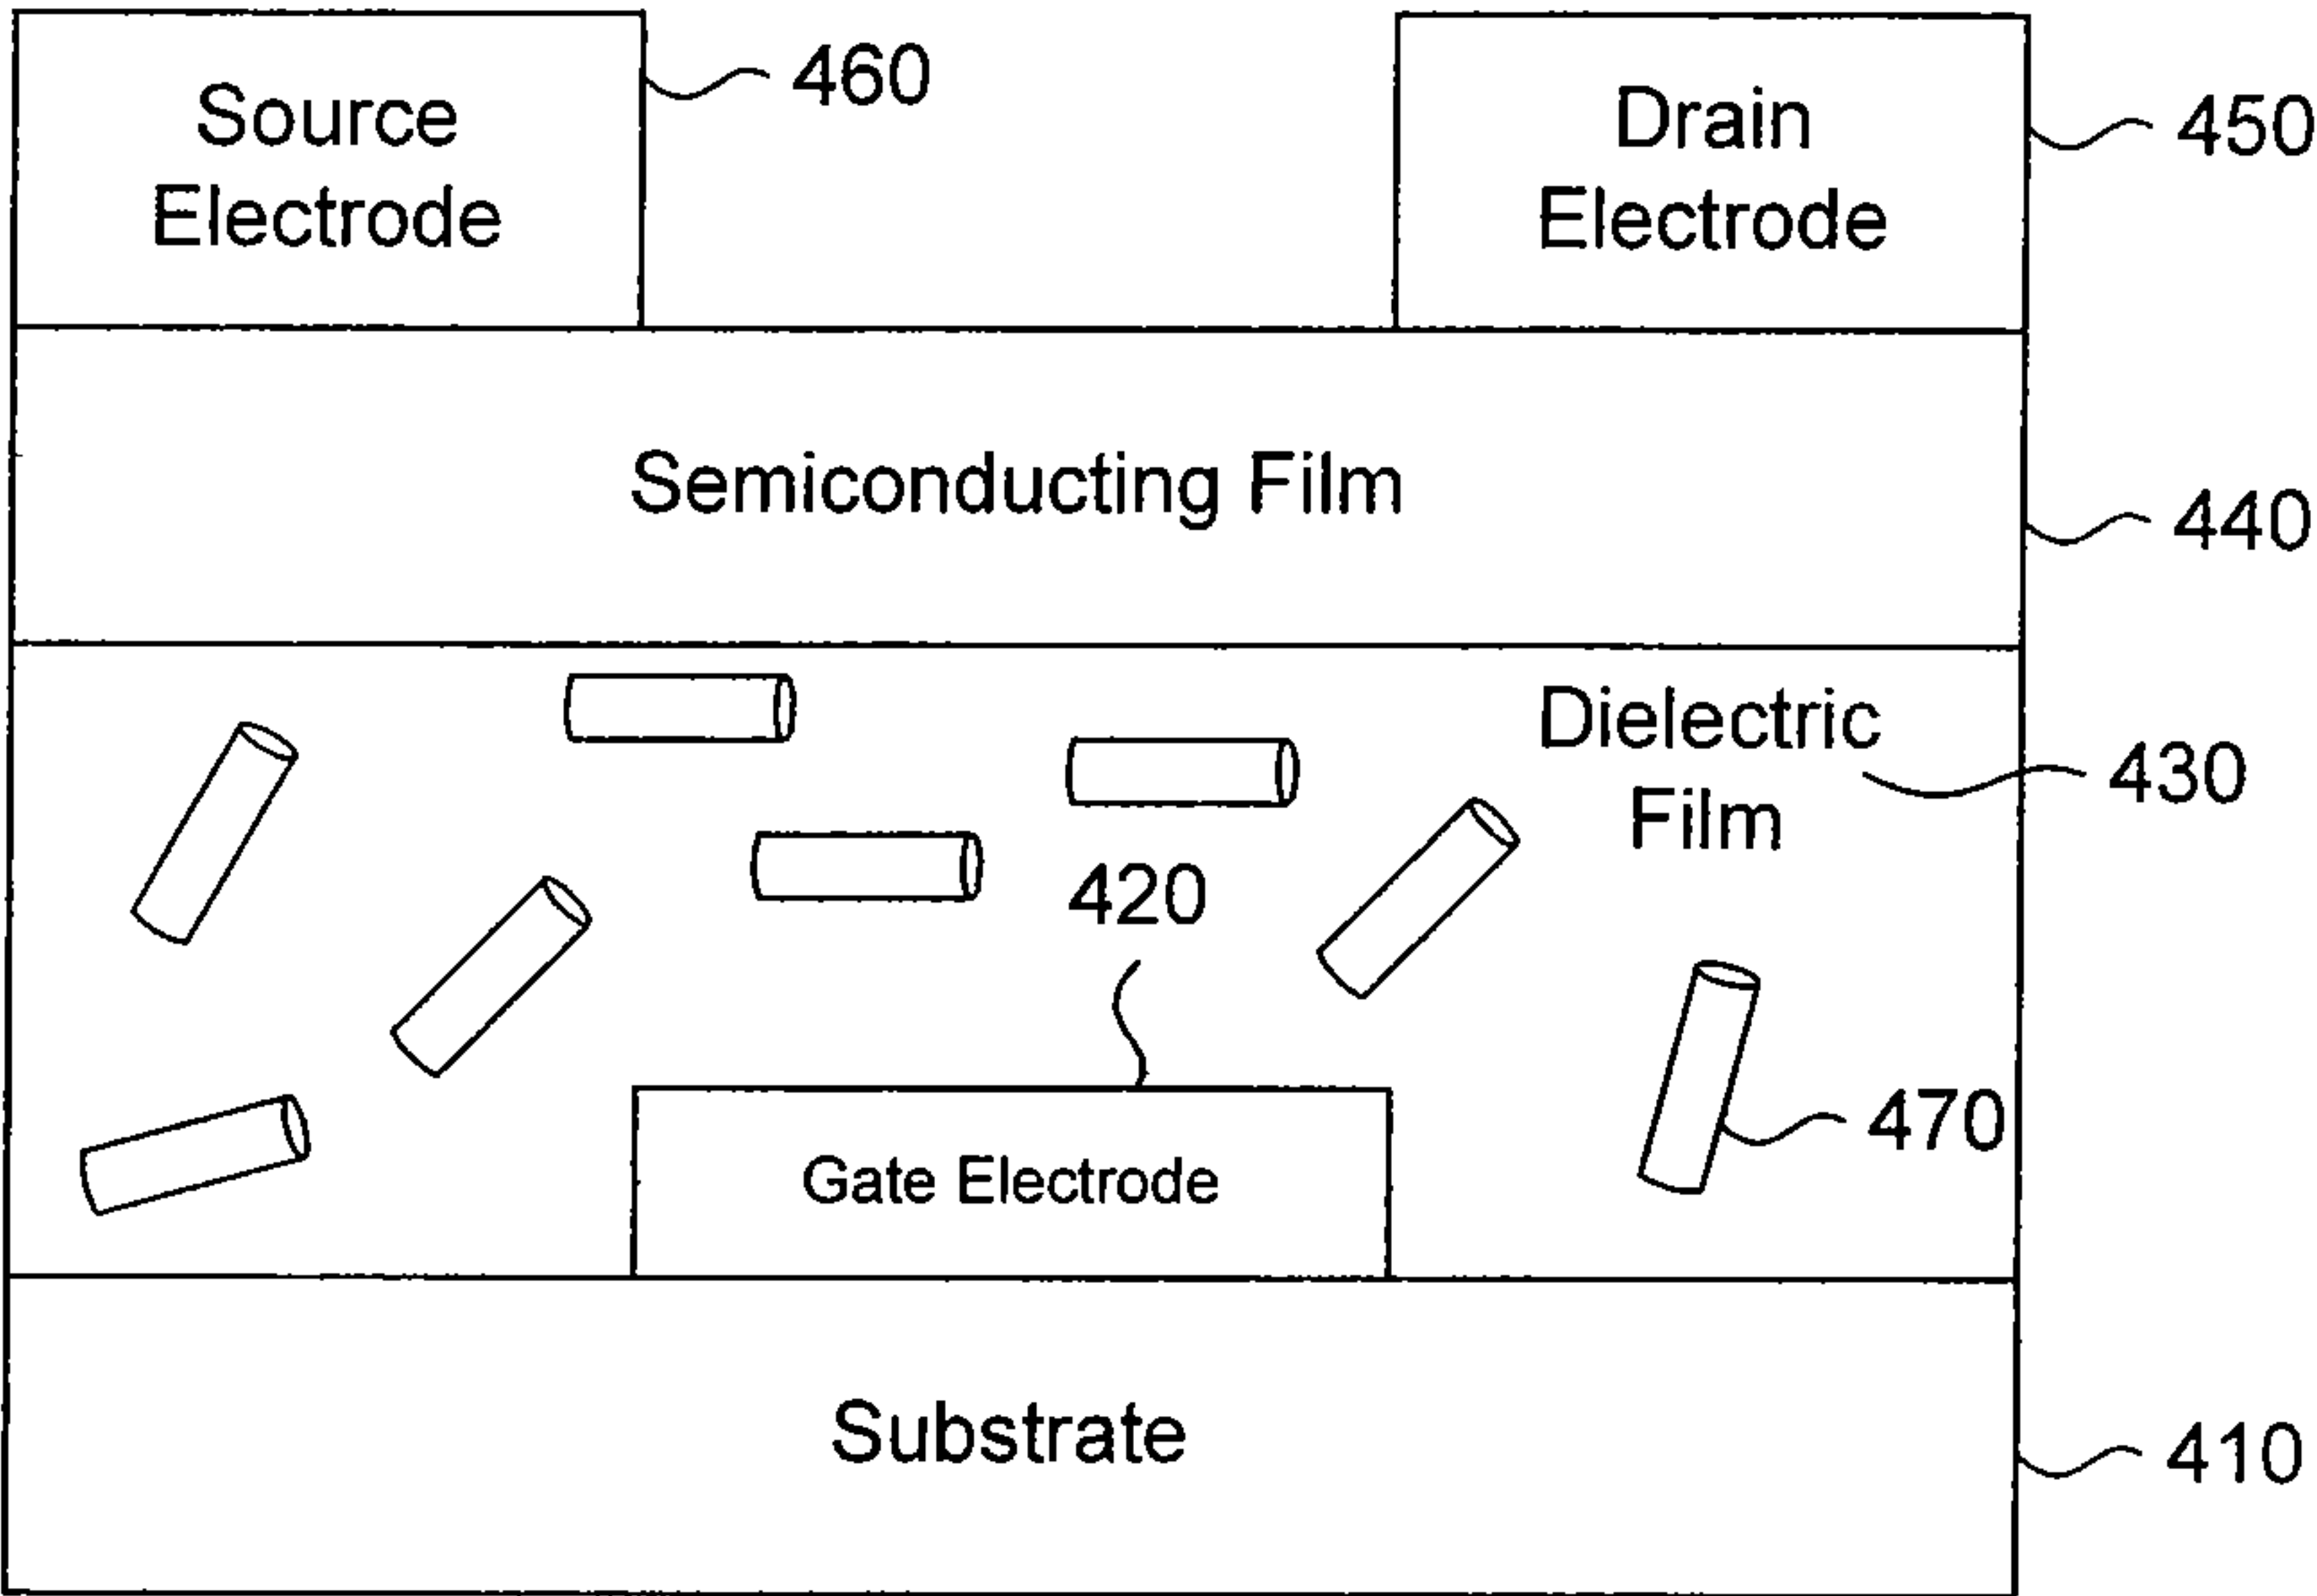 Source
Electrode
460
Drain
Electrode
450
Semiconducting Film
440
Dielectric
Film
430
420
470
Gate Electrode
Substrate
410